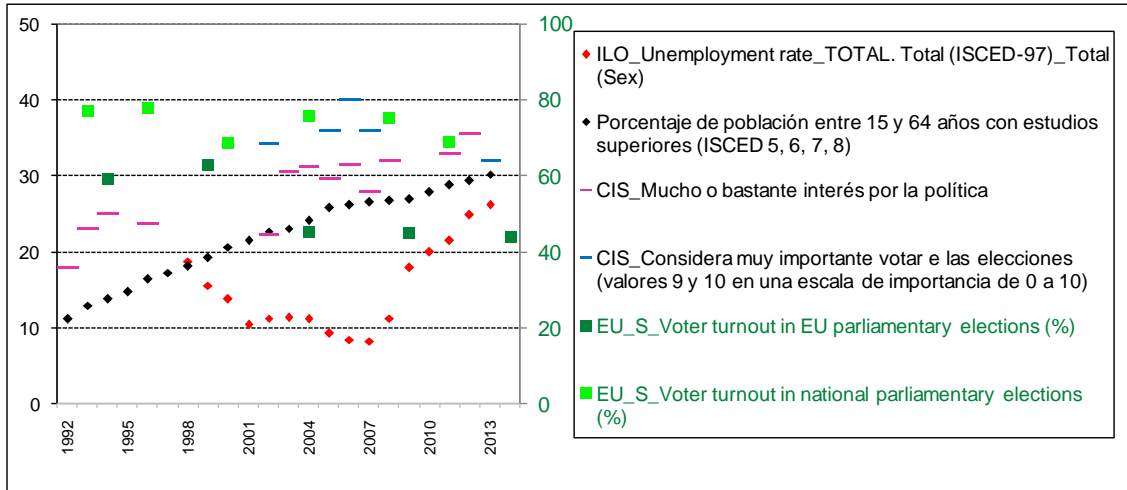 50
40
30
20
10
0
100
80
60
40
20
0
1992
1995
1998
2001
2004
2007
2010
2013
ILO_Unemployment rate_TOTAL. Total (ISCED-97)_Total
(Sex)
Porcentaje de población entre 15 y 64 años con estudios
superiores (ISCED 5, 6, 7, 8)
CIS_Mucho o bastante interés por la política
CIS_Considera muy importante votar e las elecciones
(valores 9 y 10 en una escala de importancia de 0 a 10)
EU_S_Voter turnout in EU parliamentary elections (%)
EU_S_Voter turnout in national parliamentary elections
(%)